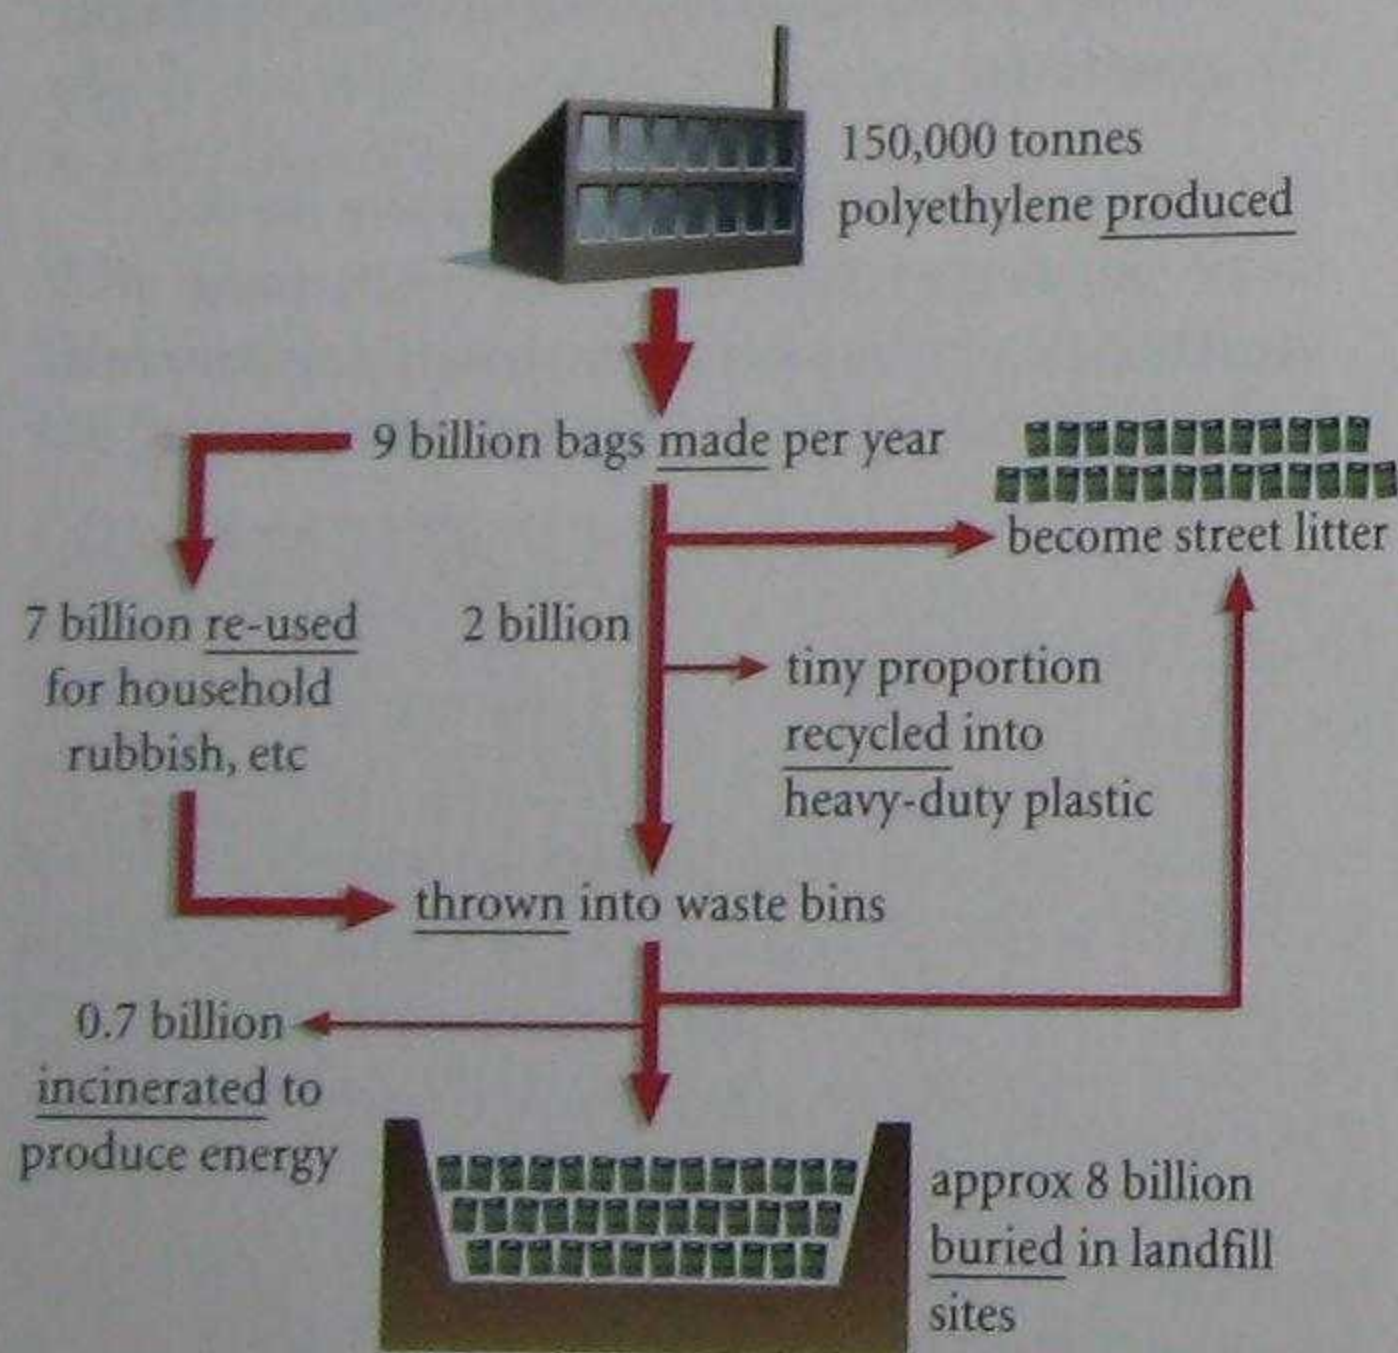 150,000 tonnes
polyethylene produced
9 billion bags made per year
become street litter
7 billion re-used
for household
rubbish, etc
2 billion
tiny proportion
recycled into
heavy-duty plastic
thrown into waste bins
0.7 billion
incinerated to
produce energy
approx 8 billion
buried in landfill
sites